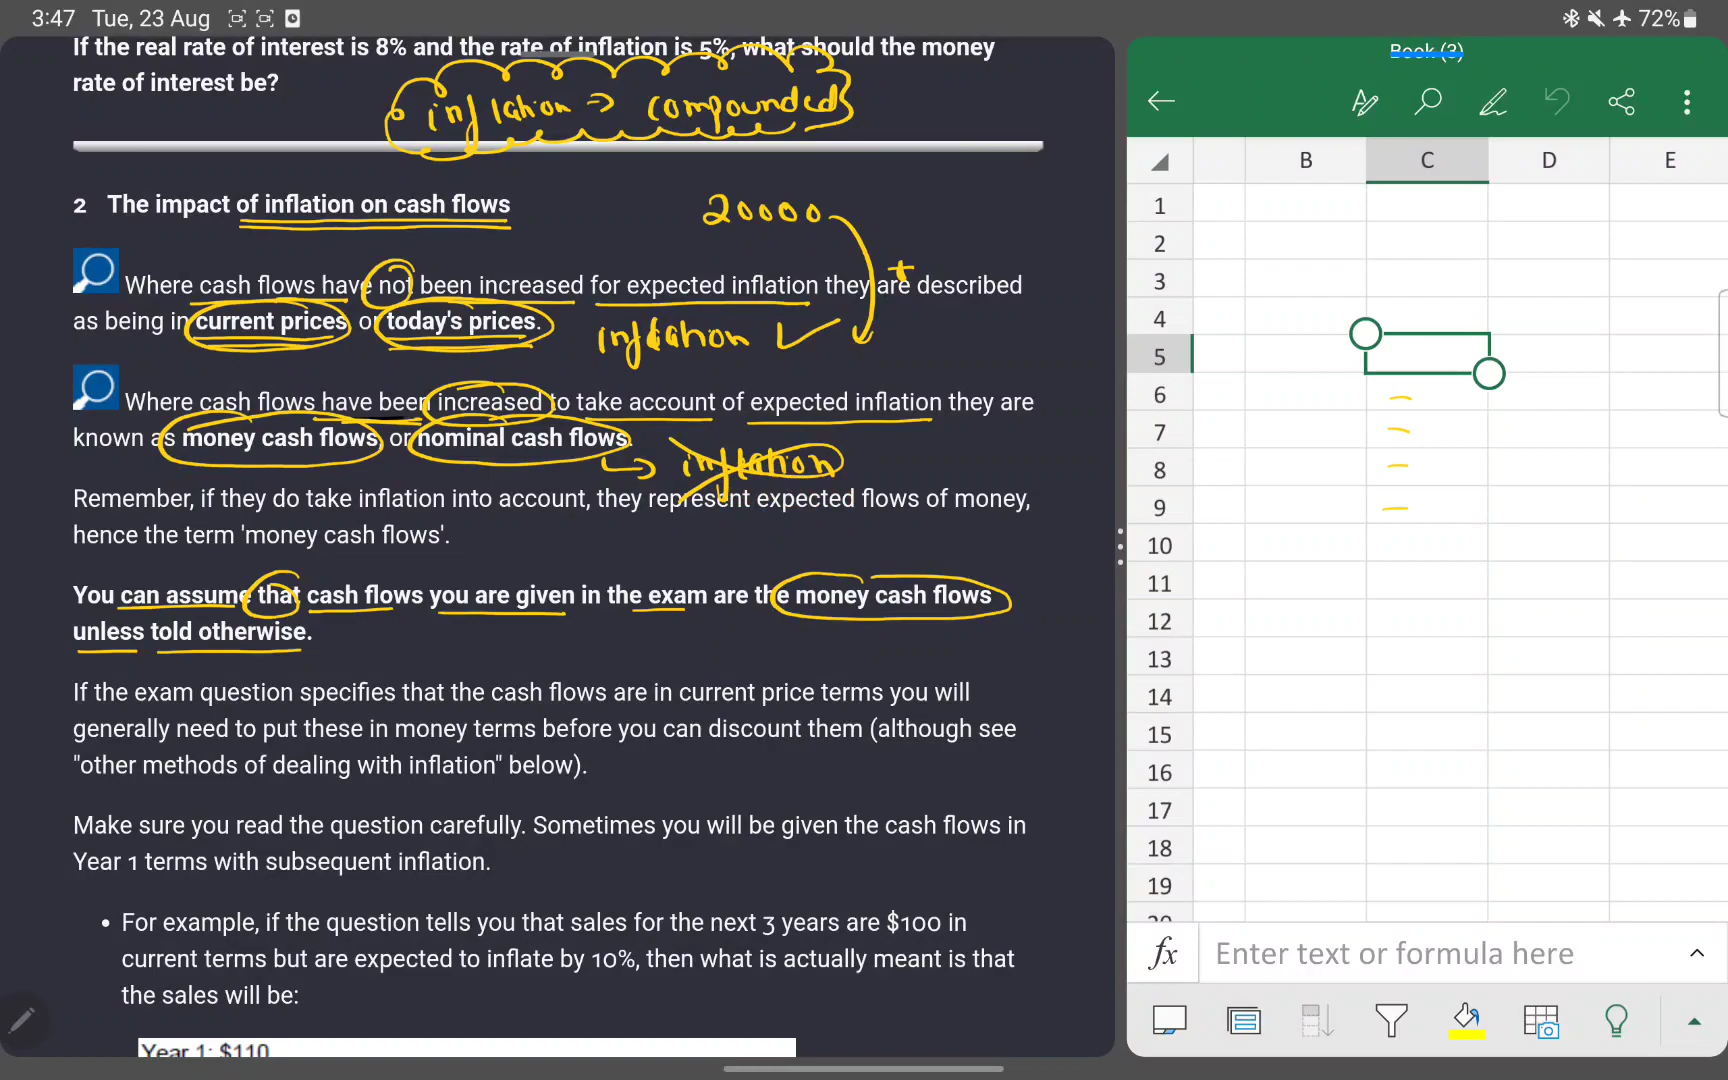 3:47 Tue, 23 Aug
72%
If the real rate of interest is 8% and the rate of inflation is 5%, what should the money
rate of interest be?
inflation => compounded
2 The impact of inflation on cash flows
20000
+
Where cash flows have not been increased for expected inflation they are described
as being in current prices, or today's prices.
inflation ✓
Where cash flows have been increased to take account of expected inflation they are
known as money cash flows, or nominal cash flows.
inflation
Remember, if they do take inflation into account, they represent expected flows of money,
hence the term 'money cash flows'.
You can assume that cash flows you are given in the exam are the money cash flows
unless told otherwise.
If the exam question specifies that the cash flows are in current price terms you will
generally need to put these in money terms before you can discount them (although see
"other methods of dealing with inflation" below).
Make sure you read the question carefully. Sometimes you will be given the cash flows in
Year 1 terms with subsequent inflation.
• For example, if the question tells you that sales for the next 3 years are $100 in
current terms but are expected to inflate by 10%, then what is actually meant is that
the sales will be:
Year 1: $110
Book (3)
B C D E
1
2
3
4
5
6
7
8
9
10
11
12
13
14
15
16
17
18
19
20
fx Enter text or formula here